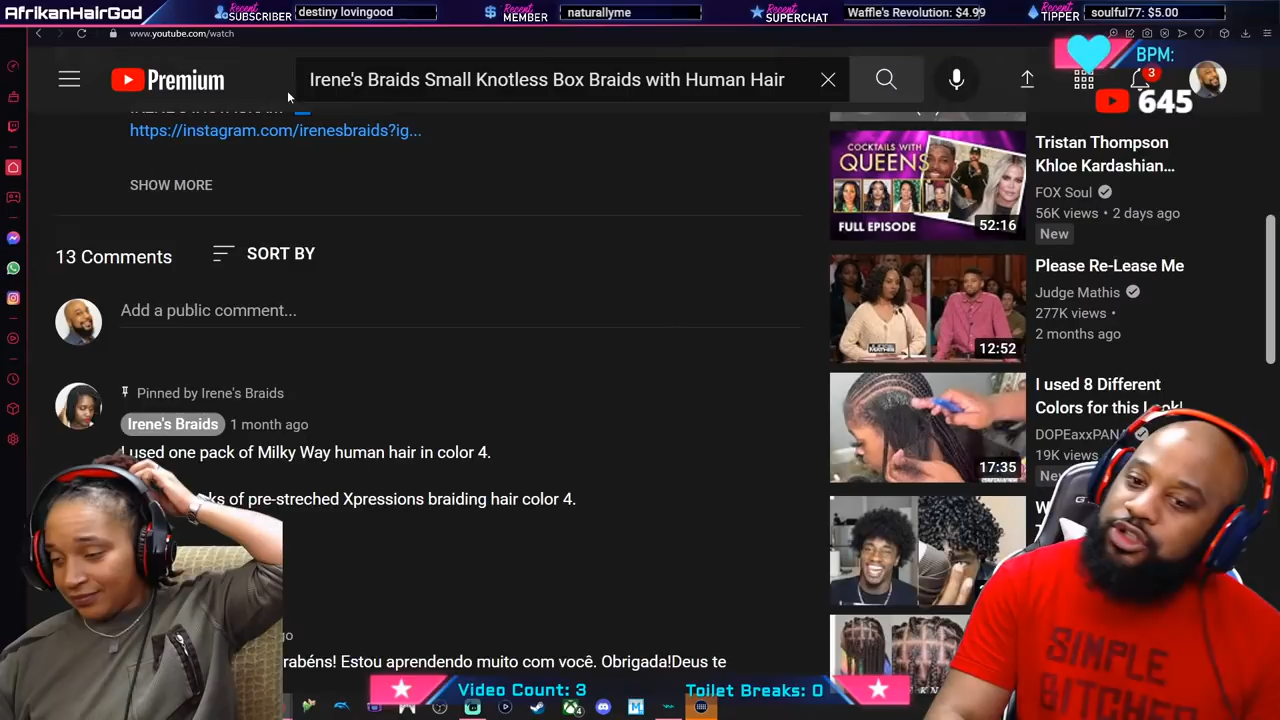 AfrikanHairGod
Recent SUBSCRIBER
destiny lovingood
Recent MEMBER
naturallyme
Recent SUPERCHAT
Waffle's Revolution: $4.99
Recent TIPPER
soulful77: $5.00
www.youtube.com/watch
BPM:
Premium
Irene's Braids Small Knotless Box Braids with Human Hair
3
645
https://instagram.com/irenesbraids?ig...
SHOW MORE
13 Comments
SORT BY
Add a public comment...
Pinned by Irene's Braids
Irene's Braids
1 month ago
I used one pack of Milky Way human hair in color 4.
ks of pre-streched Xpressions braiding hair color 4.
go
rabéns! Estou aprendendo muito com você. Obrigada!Deus te
COCKTAILS WITH
QUEENS
FULL EPISODE
52:16
Tristan Thompson
Khloe Kardashian...
FOX Soul
56K views • 2 days ago
New
12:52
Please Re-Lease Me
Judge Mathis
277K views •
2 months ago
17:35
I used 8 Different
Colors for this Look!
DOPEaxxPANA
19K views
SIMPLE
Video Count: 3
Toilet Breaks: 0